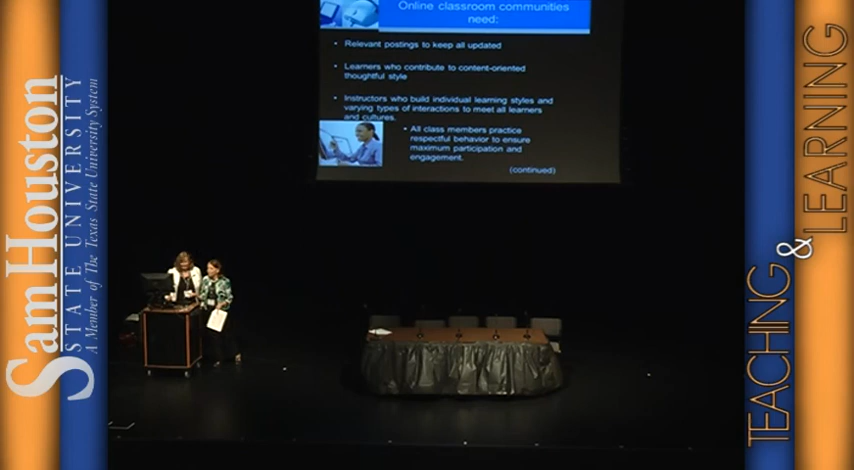 Sam Houston
STATE UNIVERSITY
A Member of The Texas State University System
Online classroom communities
need:
• Relevant postings to keep all updated
• Learners who contribute to content-oriented
thoughtful style
• Instructors who build individual learning styles and
varying types of interactions to meet all learners
and cultures.
• All class members practice
respectful behavior to ensure
maximum participation and
engagement.
(continued)
TEACHING
& LEARNING